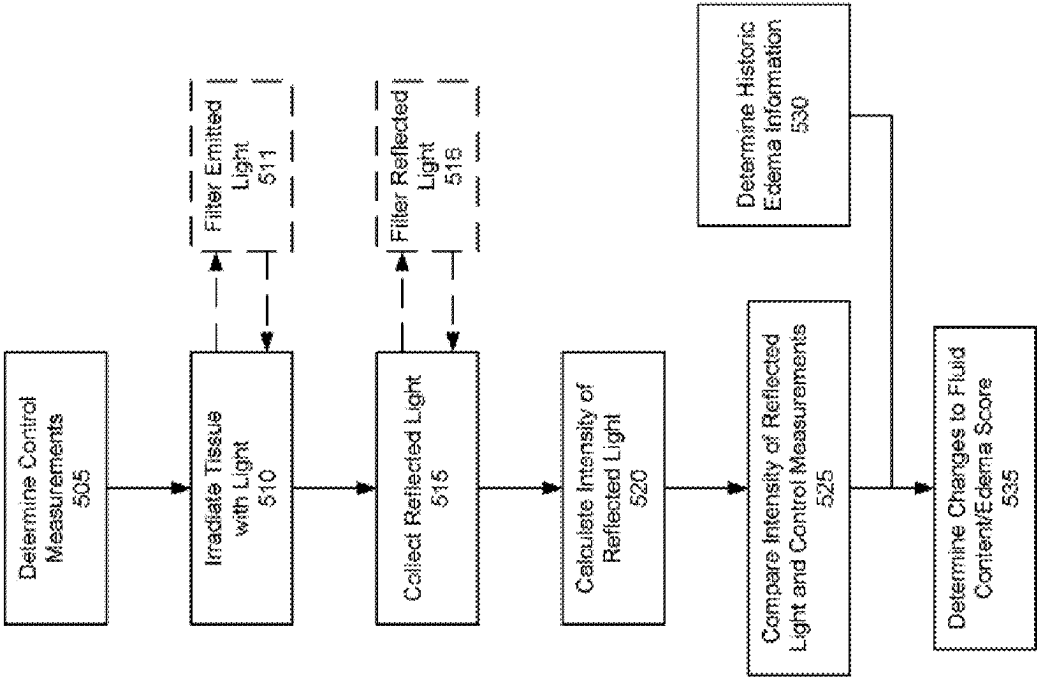 Determine Control
Measurements
505
Irradiate Tissue
with Light
510
Filter Emitted
Light
511
Collect Reflected Light
515
Filter Reflected
Light
516
Calculate Intensity of
Reflected Light
520
Compare Intensity of Reflected
Light and Control Measurements
525
Determine Historic
Edema Information
530
Determine Changes to Fluid
Content/Edema Score
535